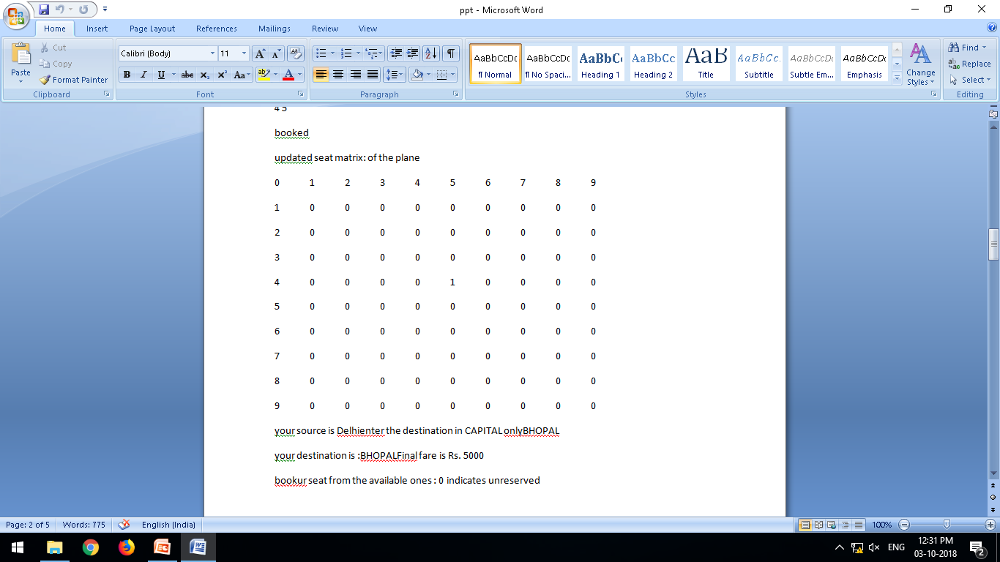 ppt - Microsoft Word
Home Insert Page Layout References Mailings Review View
Paste
Cut
Copy
Format Painter
Clipboard
Calibri (Body) 11
B I U abc x₂ x² Aa
ab A
Font
Paragraph
AaBbCcDc AaBbCcDc AaBbC AaBbCc AaB AaBbCc. AaBbCcDc AaBbCcDc
¶ Normal ¶ No Spaci... Heading 1 Heading 2 Title Subtitle Subtle Em... Emphasis
Change Styles
Styles
Find
Replace
Select
Editing
4 5
booked
updated seat matrix: of the plane
0 1 2 3 4 5 6 7 8 9
1 0 0 0 0 0 0 0 0 0
2 0 0 0 0 0 0 0 0 0
3 0 0 0 0 0 0 0 0 0
4 0 0 0 0 1 0 0 0 0
5 0 0 0 0 0 0 0 0 0
6 0 0 0 0 0 0 0 0 0
7 0 0 0 0 0 0 0 0 0
8 0 0 0 0 0 0 0 0 0
9 0 0 0 0 0 0 0 0 0
your source is Delhienter the destination in CAPITAL onlyBHOPAL
your destination is :BHOPALFinal fare is Rs. 5000
bookur seat from the available ones : 0 indicates unreserved
Page: 2 of 5 Words: 775 English (India) 100%
ENG 12:31 PM
03-10-2018 2